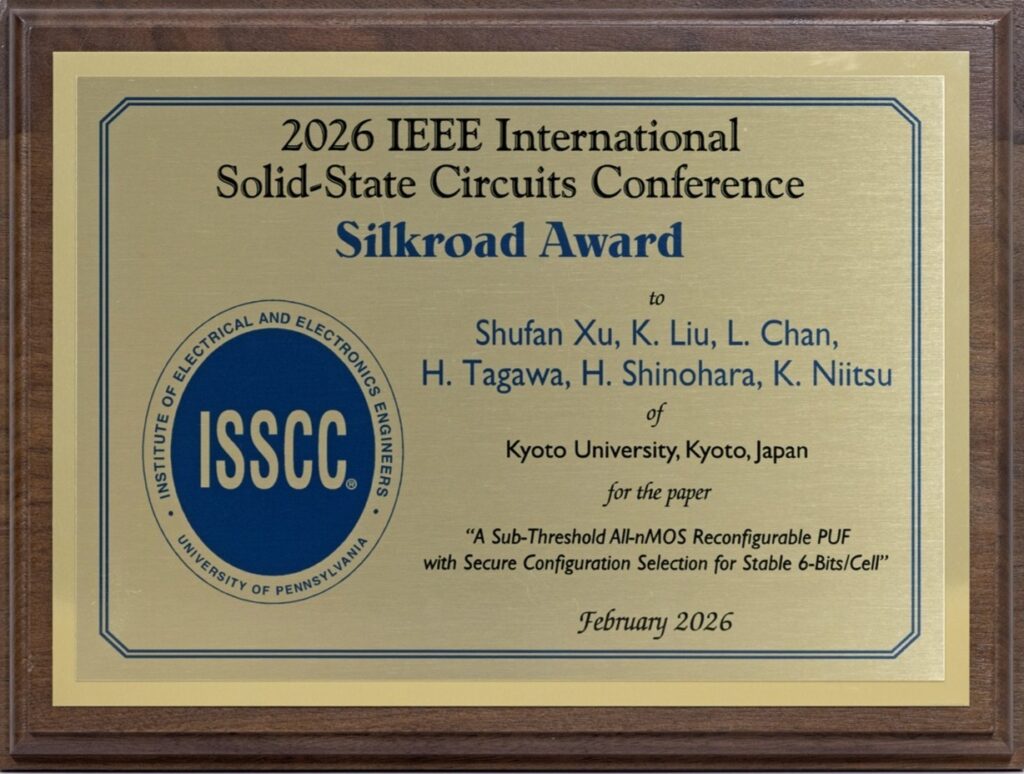 2026 IEEE International
Solid-State Circuits Conference
Silkroad Award
to
Shufan Xu, K. Liu, L. Chan,
H. Tagawa, H. Shinohara, K. Niitsu
of
Kyoto University, Kyoto, Japan
for the paper
“A Sub-Threshold All-nMOS Reconfigurable PUF
with Secure Configuration Selection for Stable 6-Bits/Cell”
February 2026
INSTITUTE OF ELECTRICAL AND ELECTRONICS ENGINEERS
ISSCC®
• UNIVERSITY OF PENNSYLVANIA •